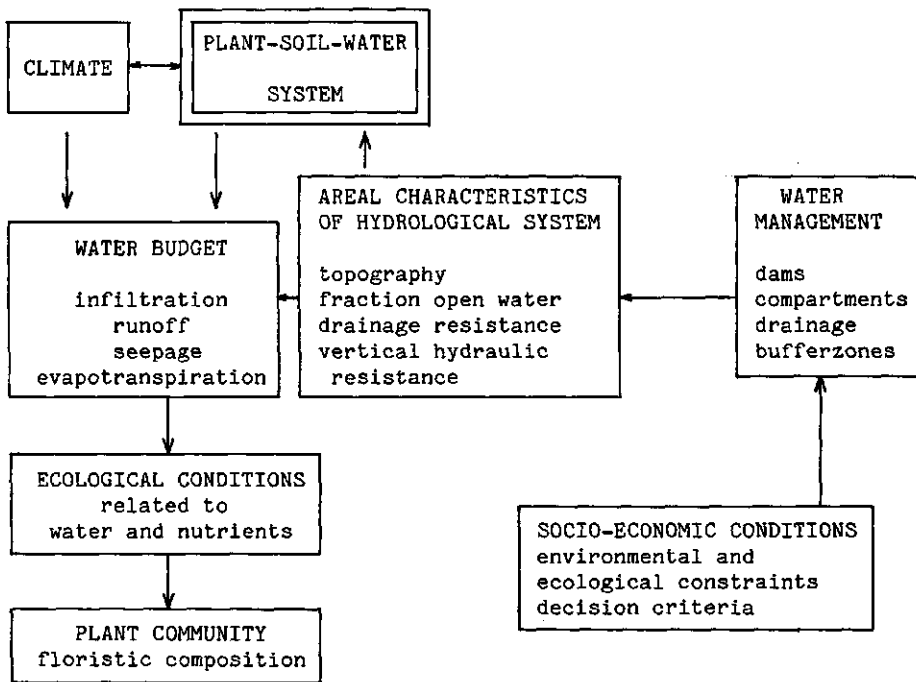 CLIMATE
PLANT-SOIL-WATER
SYSTEM
AREAL CHARACTERISTICS
OF HYDROLOGICAL SYSTEM
topography
fraction open water
drainage resistance
vertical hydraulic
resistance
WATER
MANAGEMENT
dams
compartments
drainage
bufferzones
WATER BUDGET
infiltration
runoff
seepage
evapotranspiration
ECOLOGICAL CONDITIONS
related to
water and nutrients
SOCIO-ECONOMIC CONDITIONS
environmental and
ecological constraints
decision criteria
PLANT COMMUNITY
floristic composition